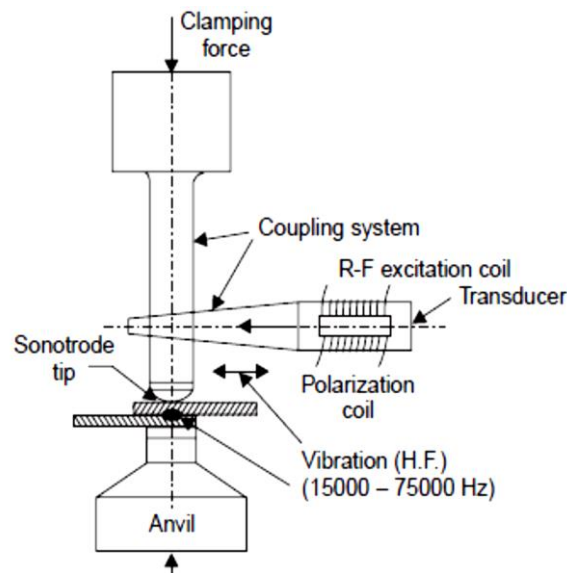 Clamping
force
Coupling system
R-F excitation coil
Transducer
Sonotrode
tip
Polarization
coil
Vibration (H.F.)
(15000 – 75000 Hz)
Anvil